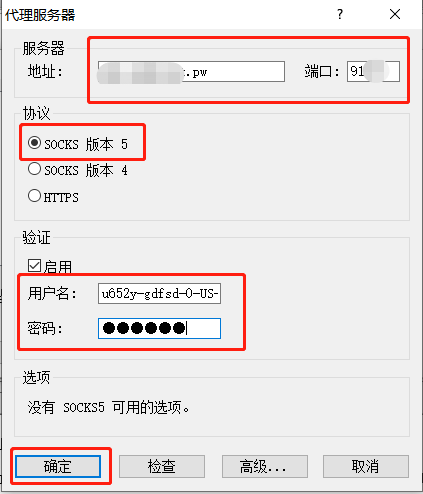 代理服务器
服务器
地址: .pw 端口: 91
协议
SOCKS 版本 5
SOCKS 版本 4
HTTPS
验证
启用
用户名: u652y-gdfsd-0-US-
密码: ●●●●●●
选项
没有 SOCKS5 可用的选项。
确定 检查 高级... 取消